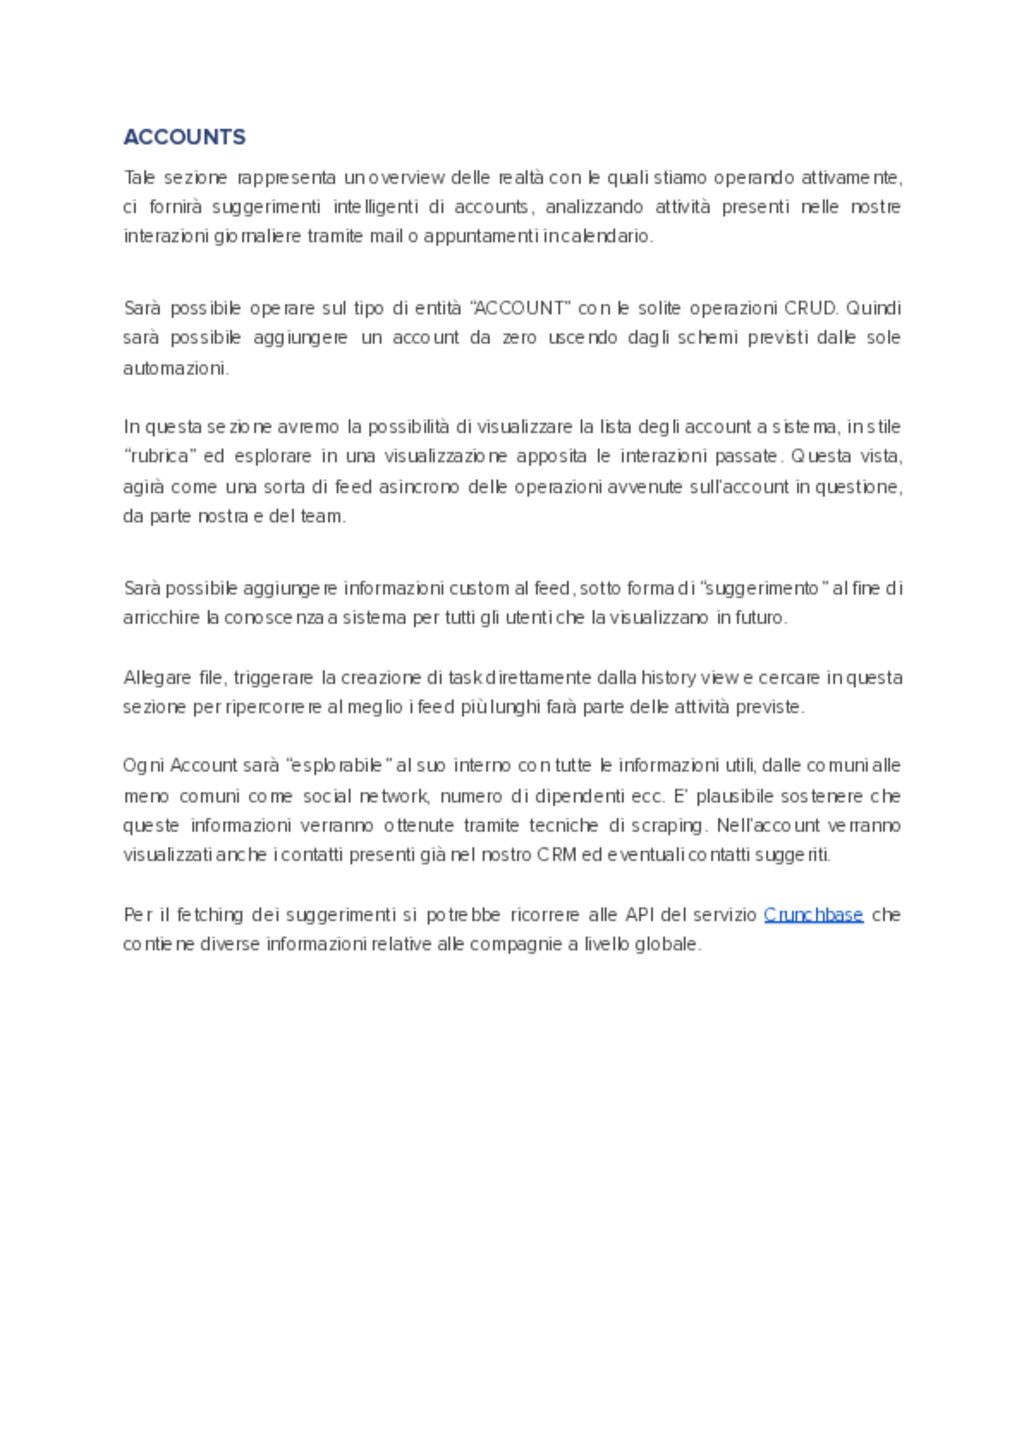 ACCOUNTS
Tale sezione rappresenta un overview delle realtà con le quali stiamo operando attivamente,
ci fornirà suggerimenti intelligenti di accounts, analizzando attività presenti nelle nostre
interazioni giornaliere tramite mail o appuntamenti in calendario.
Sarà possibile operare sul tipo di entità “ACCOUNT” con le solite operazioni CRUD. Quindi
sarà possibile aggiungere un account da zero uscendo dagli schemi previsti dalle sole
automazioni.
In questa sezione avremo la possibilità di visualizzare la lista degli account a sistema, in stile
“rubrica” ed esplorare in una visualizzazione apposita le interazioni passate. Questa vista,
agirà come una sorta di feed asincrono delle operazioni avvenute sull'account in questione,
da parte nostra e del team.
Sarà possibile aggiungere informazioni custom al feed, sotto forma di “suggerimento” al fine di
arricchire la conoscenza a sistema per tutti gli utenti che la visualizzano in futuro.
Allegare file, triggerare la creazione di task direttamente dalla history view e cercare in questa
sezione per ripercorrere al meglio i feed più lunghi farà parte delle attività previste.
Ogni Account sarà “esplorabile” al suo interno con tutte le informazioni utili, dalle comuni alle
meno comuni come social network, numero di dipendenti ecc. E' plausibile sostenere che
queste informazioni verranno ottenute tramite tecniche di scraping. Nell'account verranno
visualizzati anche i contatti presenti già nel nostro CRM ed eventuali contatti suggeriti.
Per il fetching dei suggerimenti si potrebbe ricorrere alle API del servizio Crunchbase che
contiene diverse informazioni relative alle compagnie a livello globale.